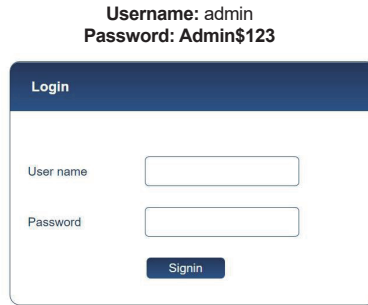 Username: admin
Password: Admin$123
Login
User name
Password
Signin